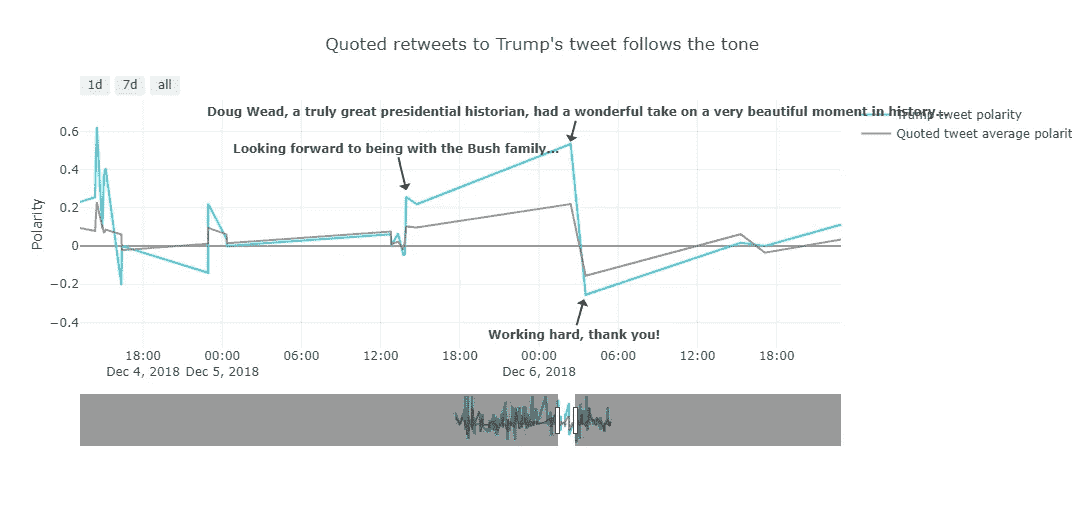 Quoted retweets to Trump's tweet follows the tone
1d 7d all
Doug Wead, a truly great presidential historian, had a wonderful take on a very beautiful moment in history...
Trump tweet polarity
Quoted tweet average polarit
Looking forward to being with the Bush family...
Polarity
0.6
0.4
0.2
0
−0.2
−0.4
Working hard, thank you!
18:00 00:00 06:00 12:00 18:00 00:00 06:00 12:00 18:00
Dec 4, 2018 Dec 5, 2018 Dec 6, 2018